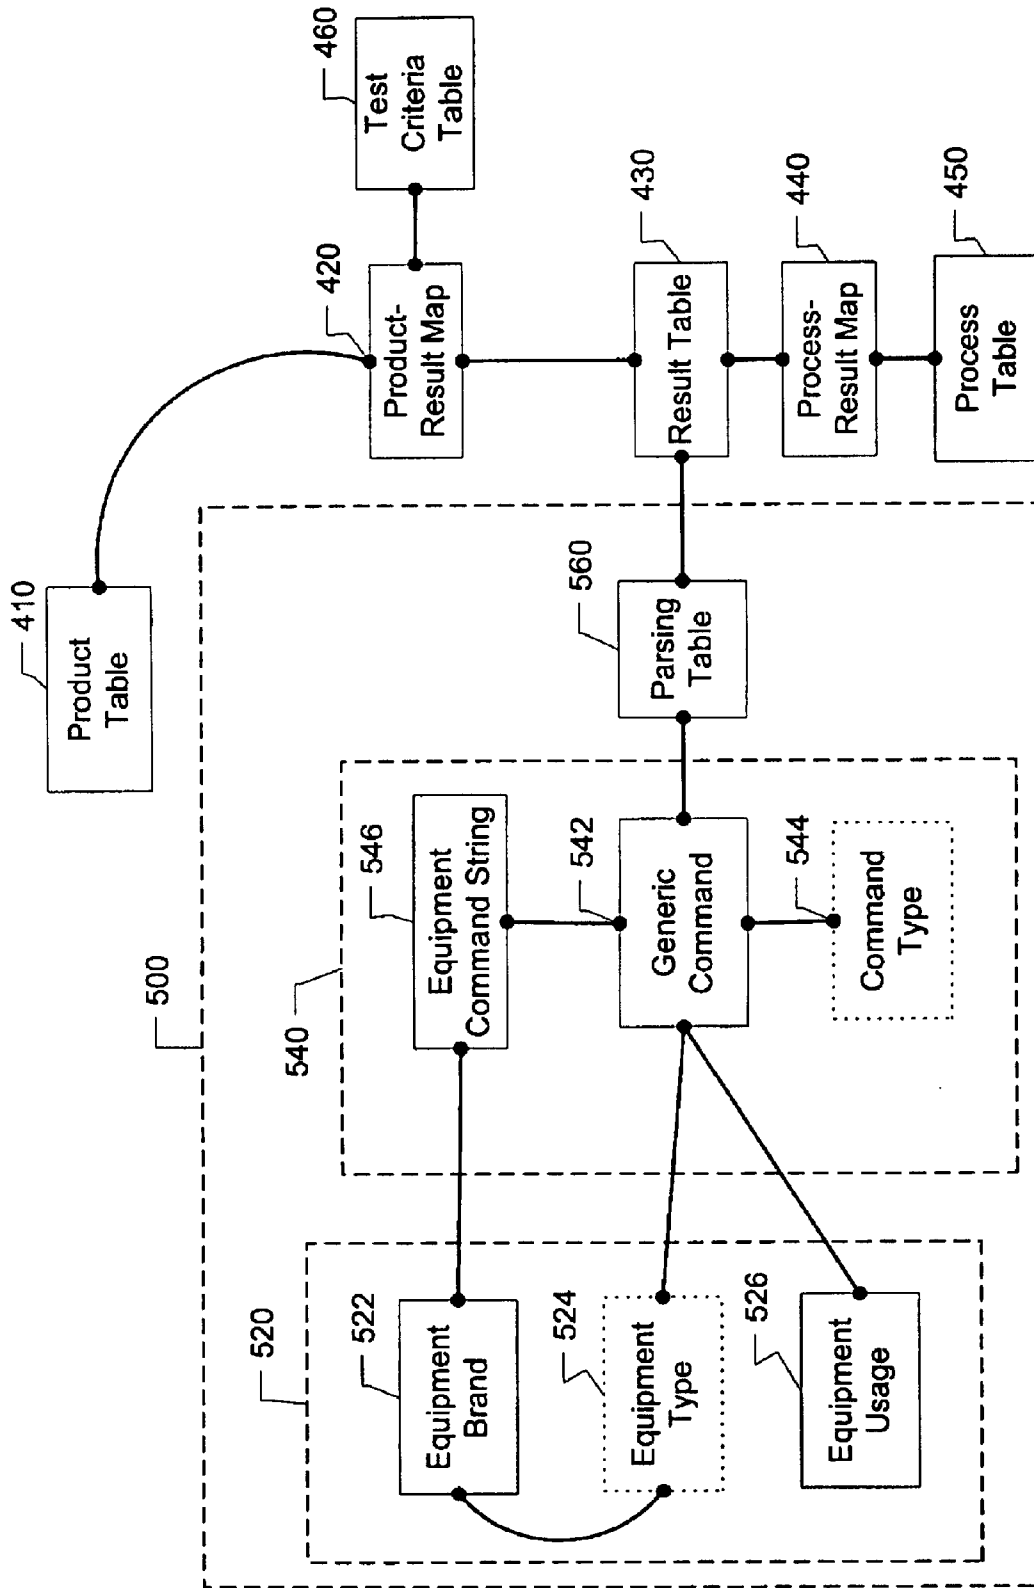 410
Product
Table
420
Product-
Result Map
460
Test
Criteria
Table
500
520
522
Equipment
Brand
540
546
Equipment
Command String
524
Equipment
Type
542
Generic
Command
560
Parsing
Table
430
Result Table
526
Equipment
Usage
544
Command
Type
440
Process-
Result Map
450
Process
Table